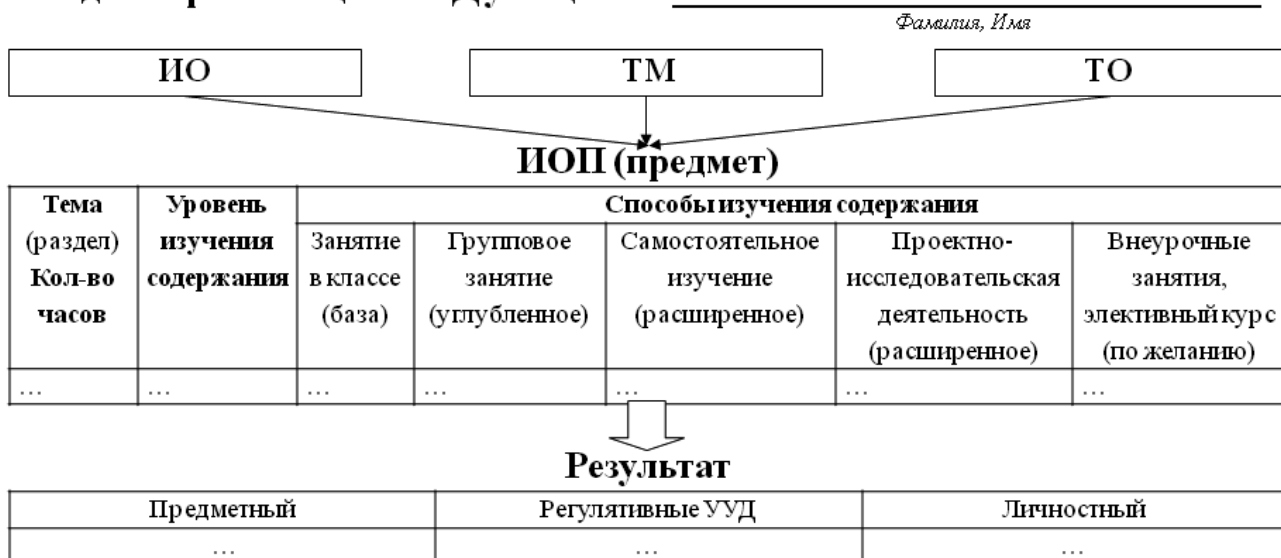 Фамилия, Имя
ИО
ТМ
ТО
ИОП (предмет)
Тема
(раздел)
Кол-во
часов
Уровень
изучения
содержания
Способы изучения содержания
Занятие
в классе
(база)
Групповое
занятие
(углубленное)
Самостоятельное
изучение
(расширенное)
Проектно-
исследовательская
деятельность
(расширенное)
Внеурочные
занятия,
элективный курс
(по желанию)
... ... ... ... ... ... ...
Результат
Предметный
Регулятивные УУД
Личностный
... ... ...